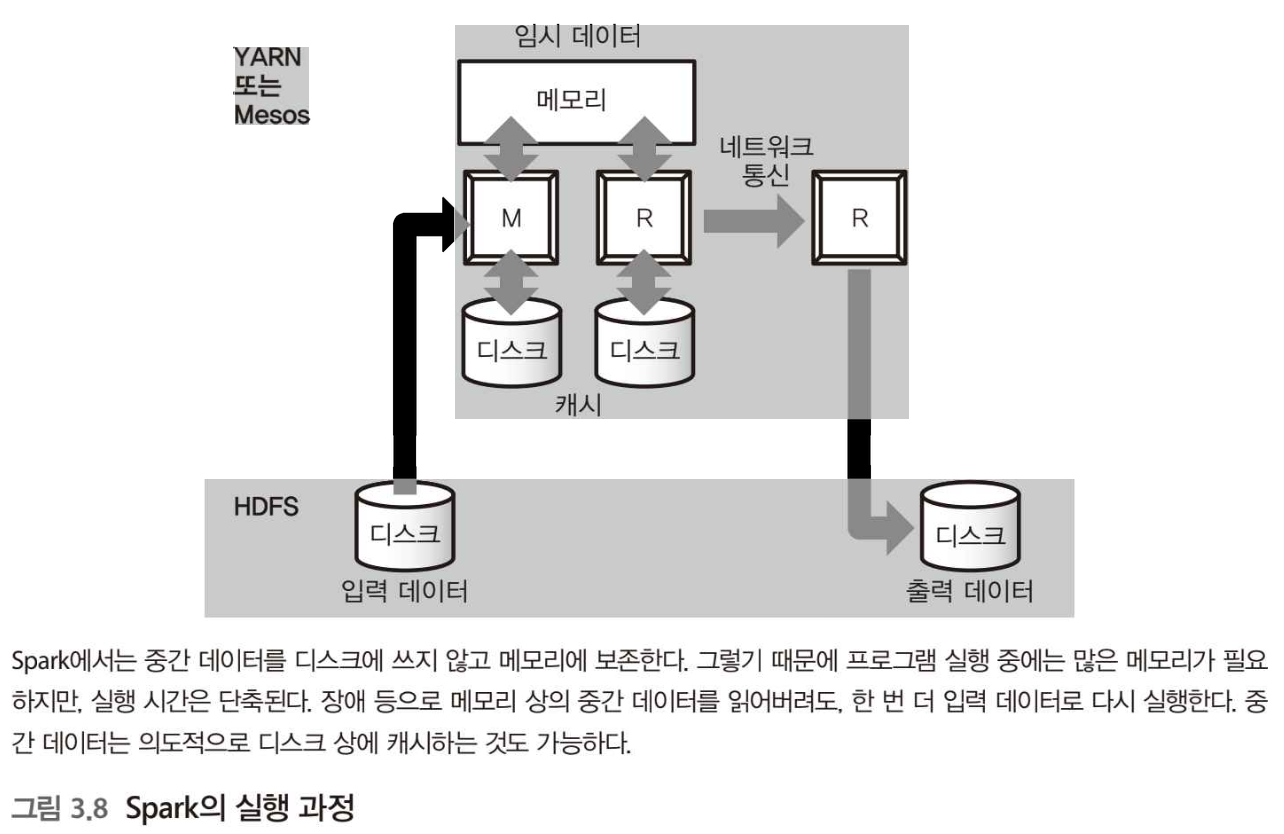 임시 데이터
YARN
또는
Mesos
메모리
네트워크
통신
M
R
R
디스크
디스크
캐시
HDFS
디스크
디스크
입력 데이터
출력 데이터
Spark에서는 중간 데이터를 디스크에 쓰지 않고 메모리에 보존한다. 그렇기 때문에 프로그램 실행 중에는 많은 메모리가 필요
하지만, 실행 시간은 단축된다. 장애 등으로 메모리 상의 중간 데이터를 읽어버려도, 한 번 더 입력 데이터로 다시 실행한다. 중
간 데이터는 의도적으로 디스크 상에 캐시하는 것도 가능하다.
그림 3.8 Spark의 실행 과정